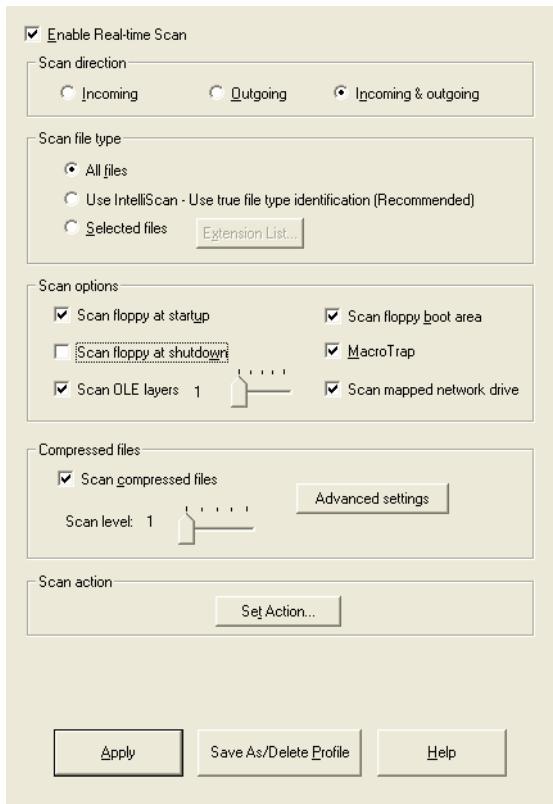 Enable Real-time Scan
Scan direction
Incoming
Outgoing
Incoming & outgoing
Scan file type
All files
Use IntelliScan - Use true file type identification (Recommended)
Selected files
Extension List...
Scan options
Scan floppy at startup
Scan floppy boot area
Scan floppy at shutdown
MacroTrap
Scan OLE layers 1
Scan mapped network drive
Compressed files
Scan compressed files
Advanced settings
Scan level: 1
Scan action
Set Action...
Apply
Save As/Delete Profile
Help